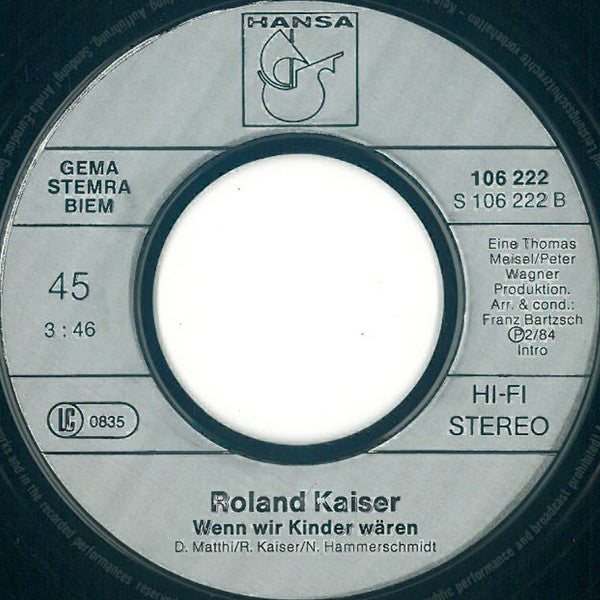 HANSA
GEMA
STEMRA
BIEM
106 222
S 106 222 B
45
3 : 46
Eine Thomas
Meisel/Peter
Wagner
Produktion.
Arr. & cond.:
Franz Bartzsch
Ⓟ2/84
Intro
LC 0835
HI-FI
STEREO
Roland Kaiser
Wenn wir Kinder wären
D. Matthi/R. Kaiser/N. Hammerschmidt